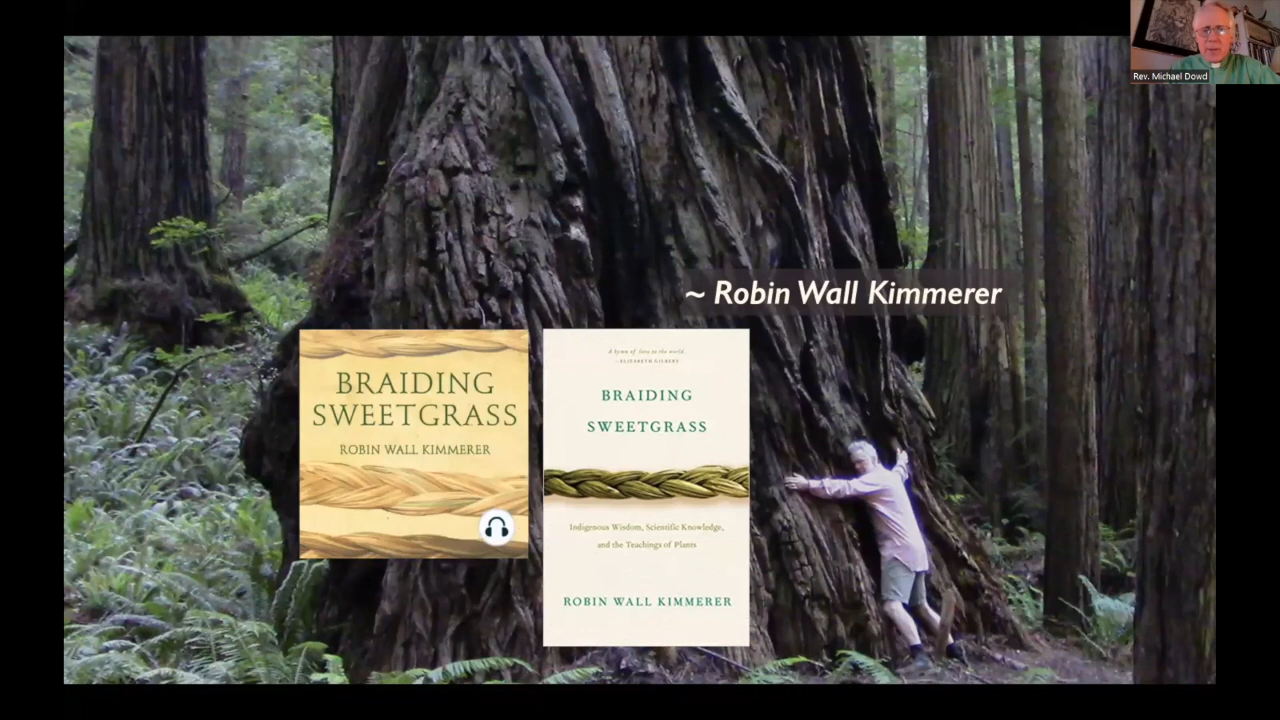 Rev. Michael Dowd
~ Robin Wall Kimmerer
BRAIDING
SWEETGRASS
ROBIN WALL KIMMERER
A hymn of love to the world
—ELIZABETH GILBERT
BRAIDING
SWEETGRASS
Indigenous Wisdom, Scientific Knowledge,
and the Teachings of Plants
ROBIN WALL KIMMERER